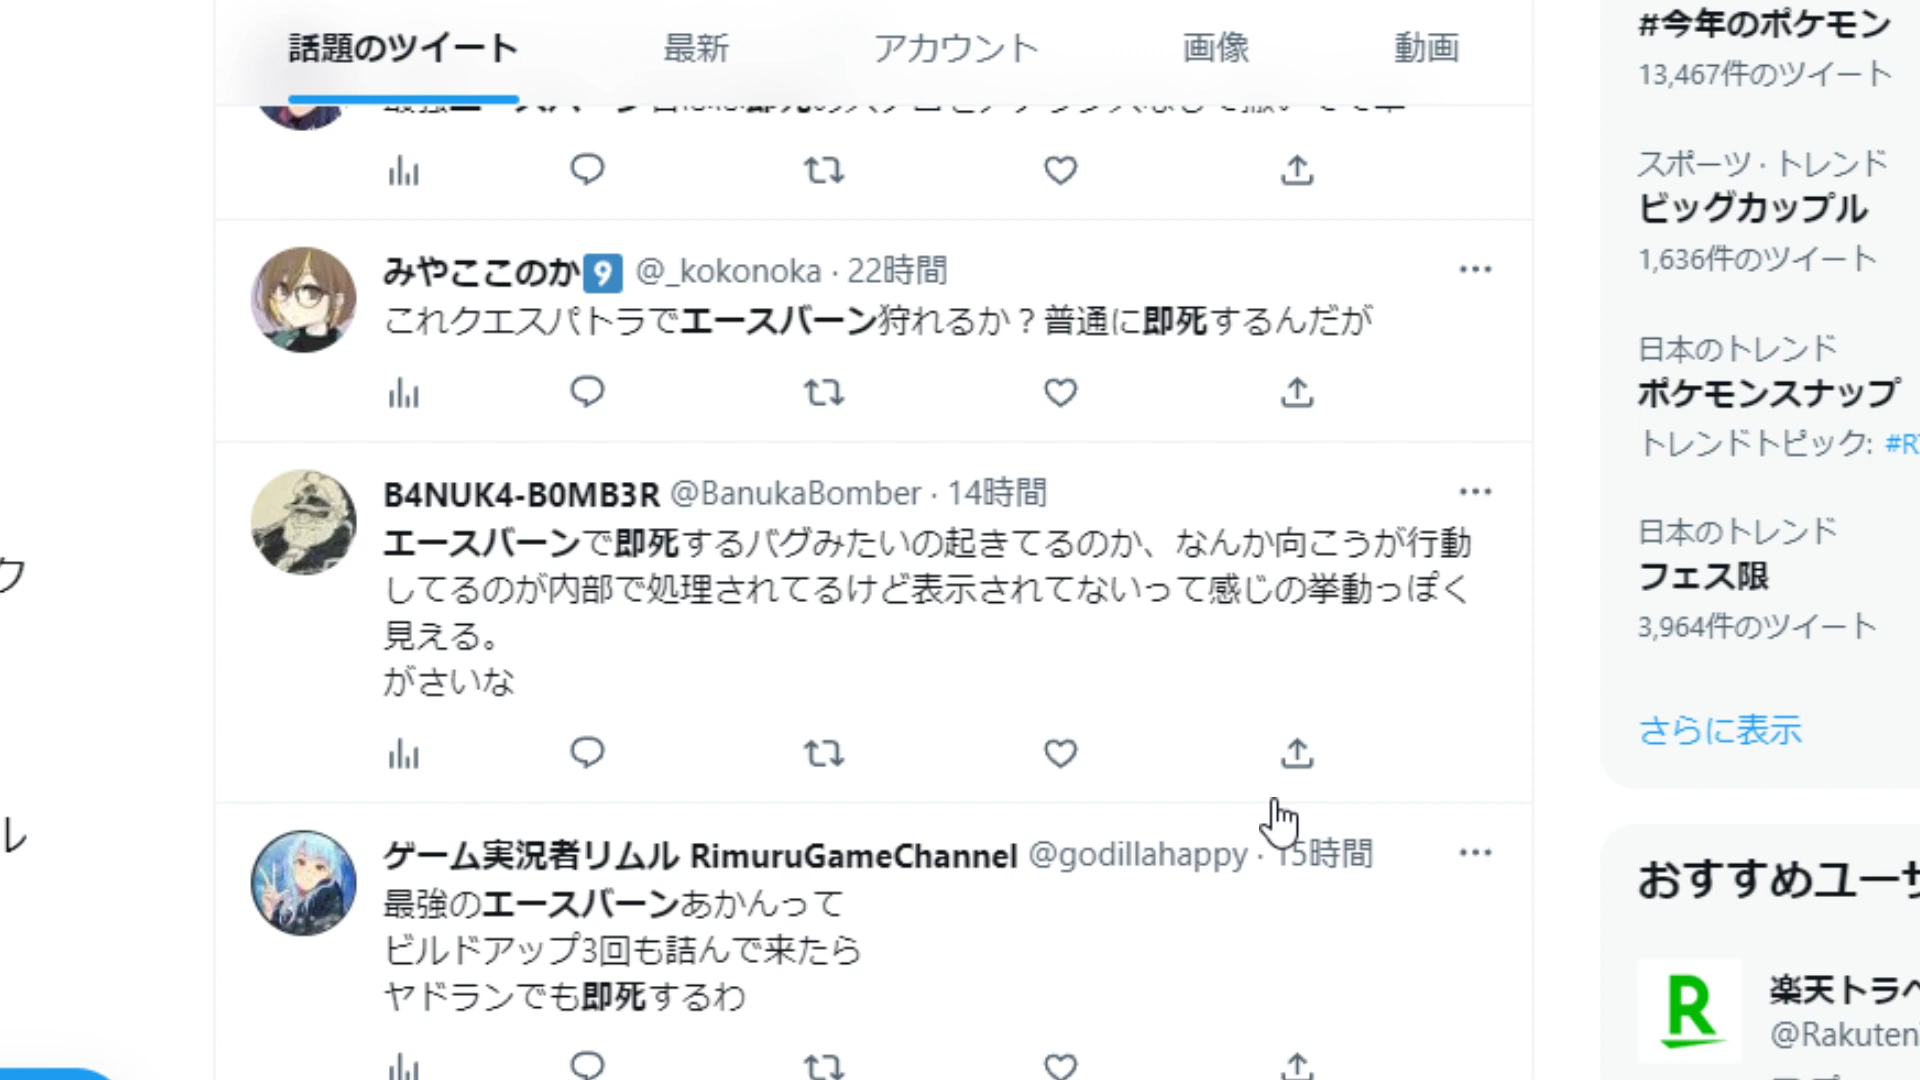 話題のツイート
最新
アカウント
画像
動画
みやここのか9 @_kokonoka · 22時間
これクエスパトラでエースバーン狩れるか？普通に即死するんだが
B4NUK4-B0MB3R @BanukaBomber · 14時間
エースバーンで即死するバグみたいの起きてるのか、なんか向こうが行動
してるのが内部で処理されてるけど表示されてないって感じの挙動っぽく
見える。
がさいな
ゲーム実況者リムル RimuruGameChannel @godillahappy · 15時間
最強のエースバーンあかんって
ビルドアップ3回も詰んで来たら
ヤドランでも即死するわ
#今年のポケモン
13,467件のツイート
スポーツ · トレンド
ビッグカップル
1,636件のツイート
日本のトレンド
ポケモンスナップ
トレンドトピック: #R
日本のトレンド
フェス限
3,964件のツイート
さらに表示
おすすめユー
R
楽天トラベ
@Rakuten
ク
ル